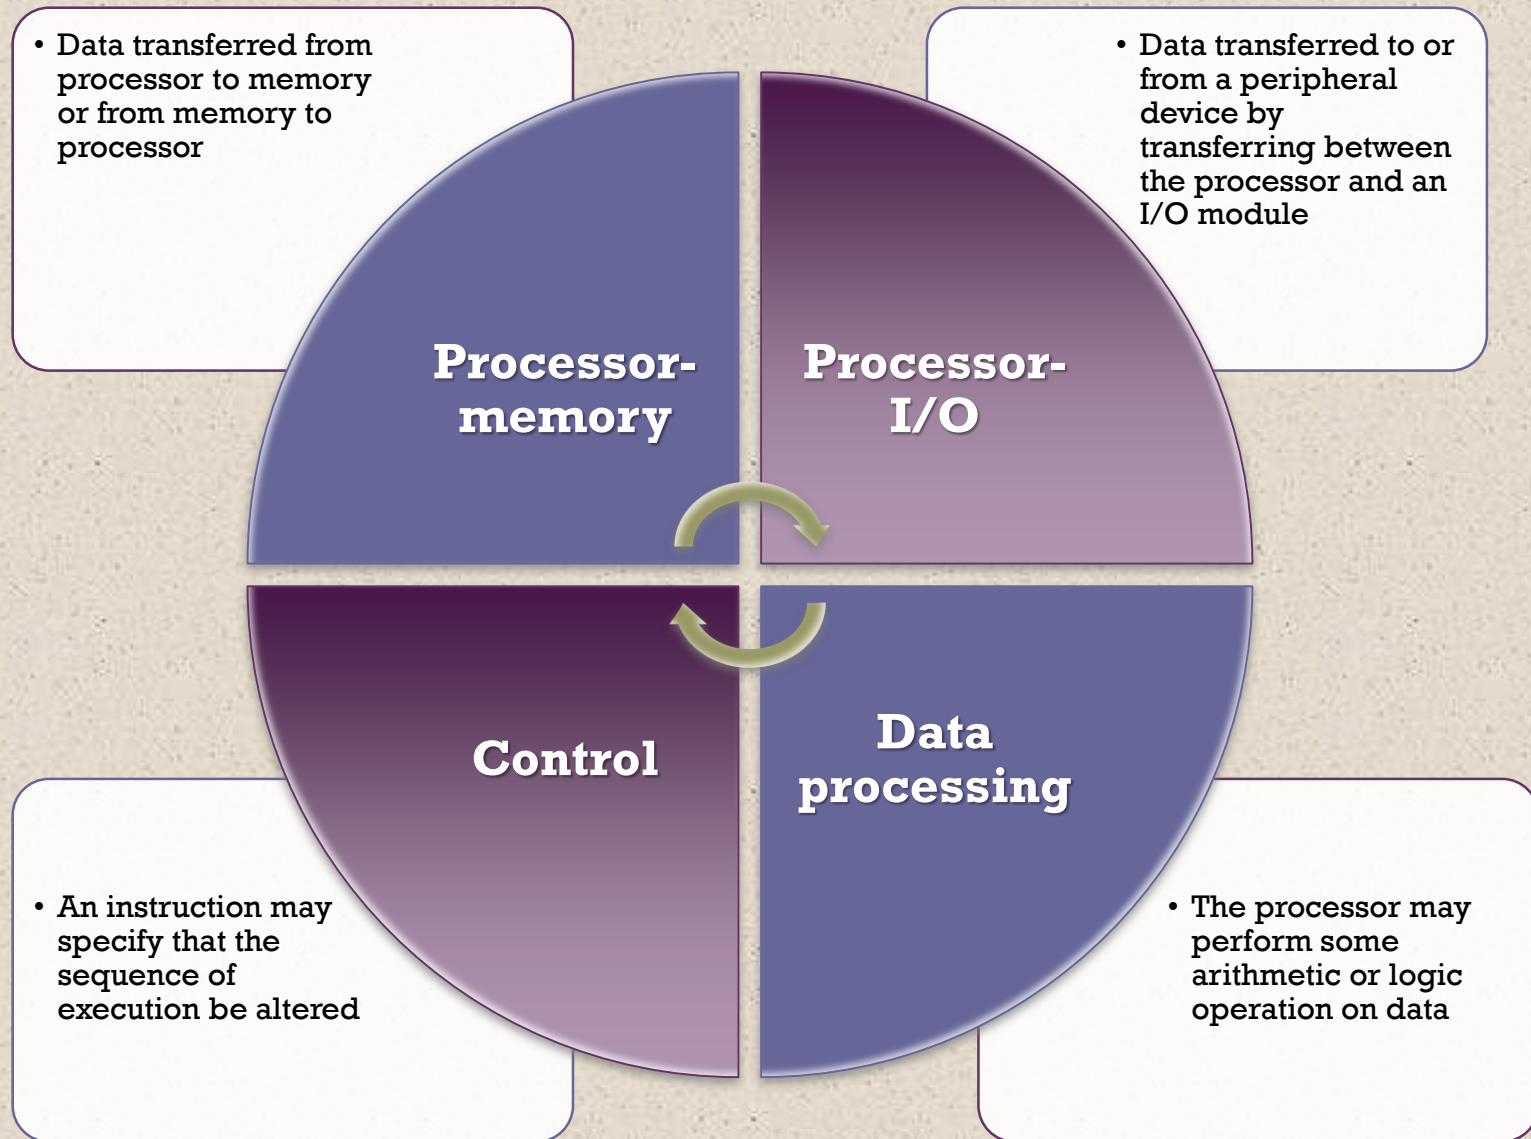 • Data transferred from
processor to memory
or from memory to
processor
• Data transferred to or
from a peripheral
device by
transferring between
the processor and an
I/O module
Processor-
memory
Processor-
I/O
Control
Data
processing
• An instruction may
specify that the
sequence of
execution be altered
• The processor may
perform some
arithmetic or logic
operation on data